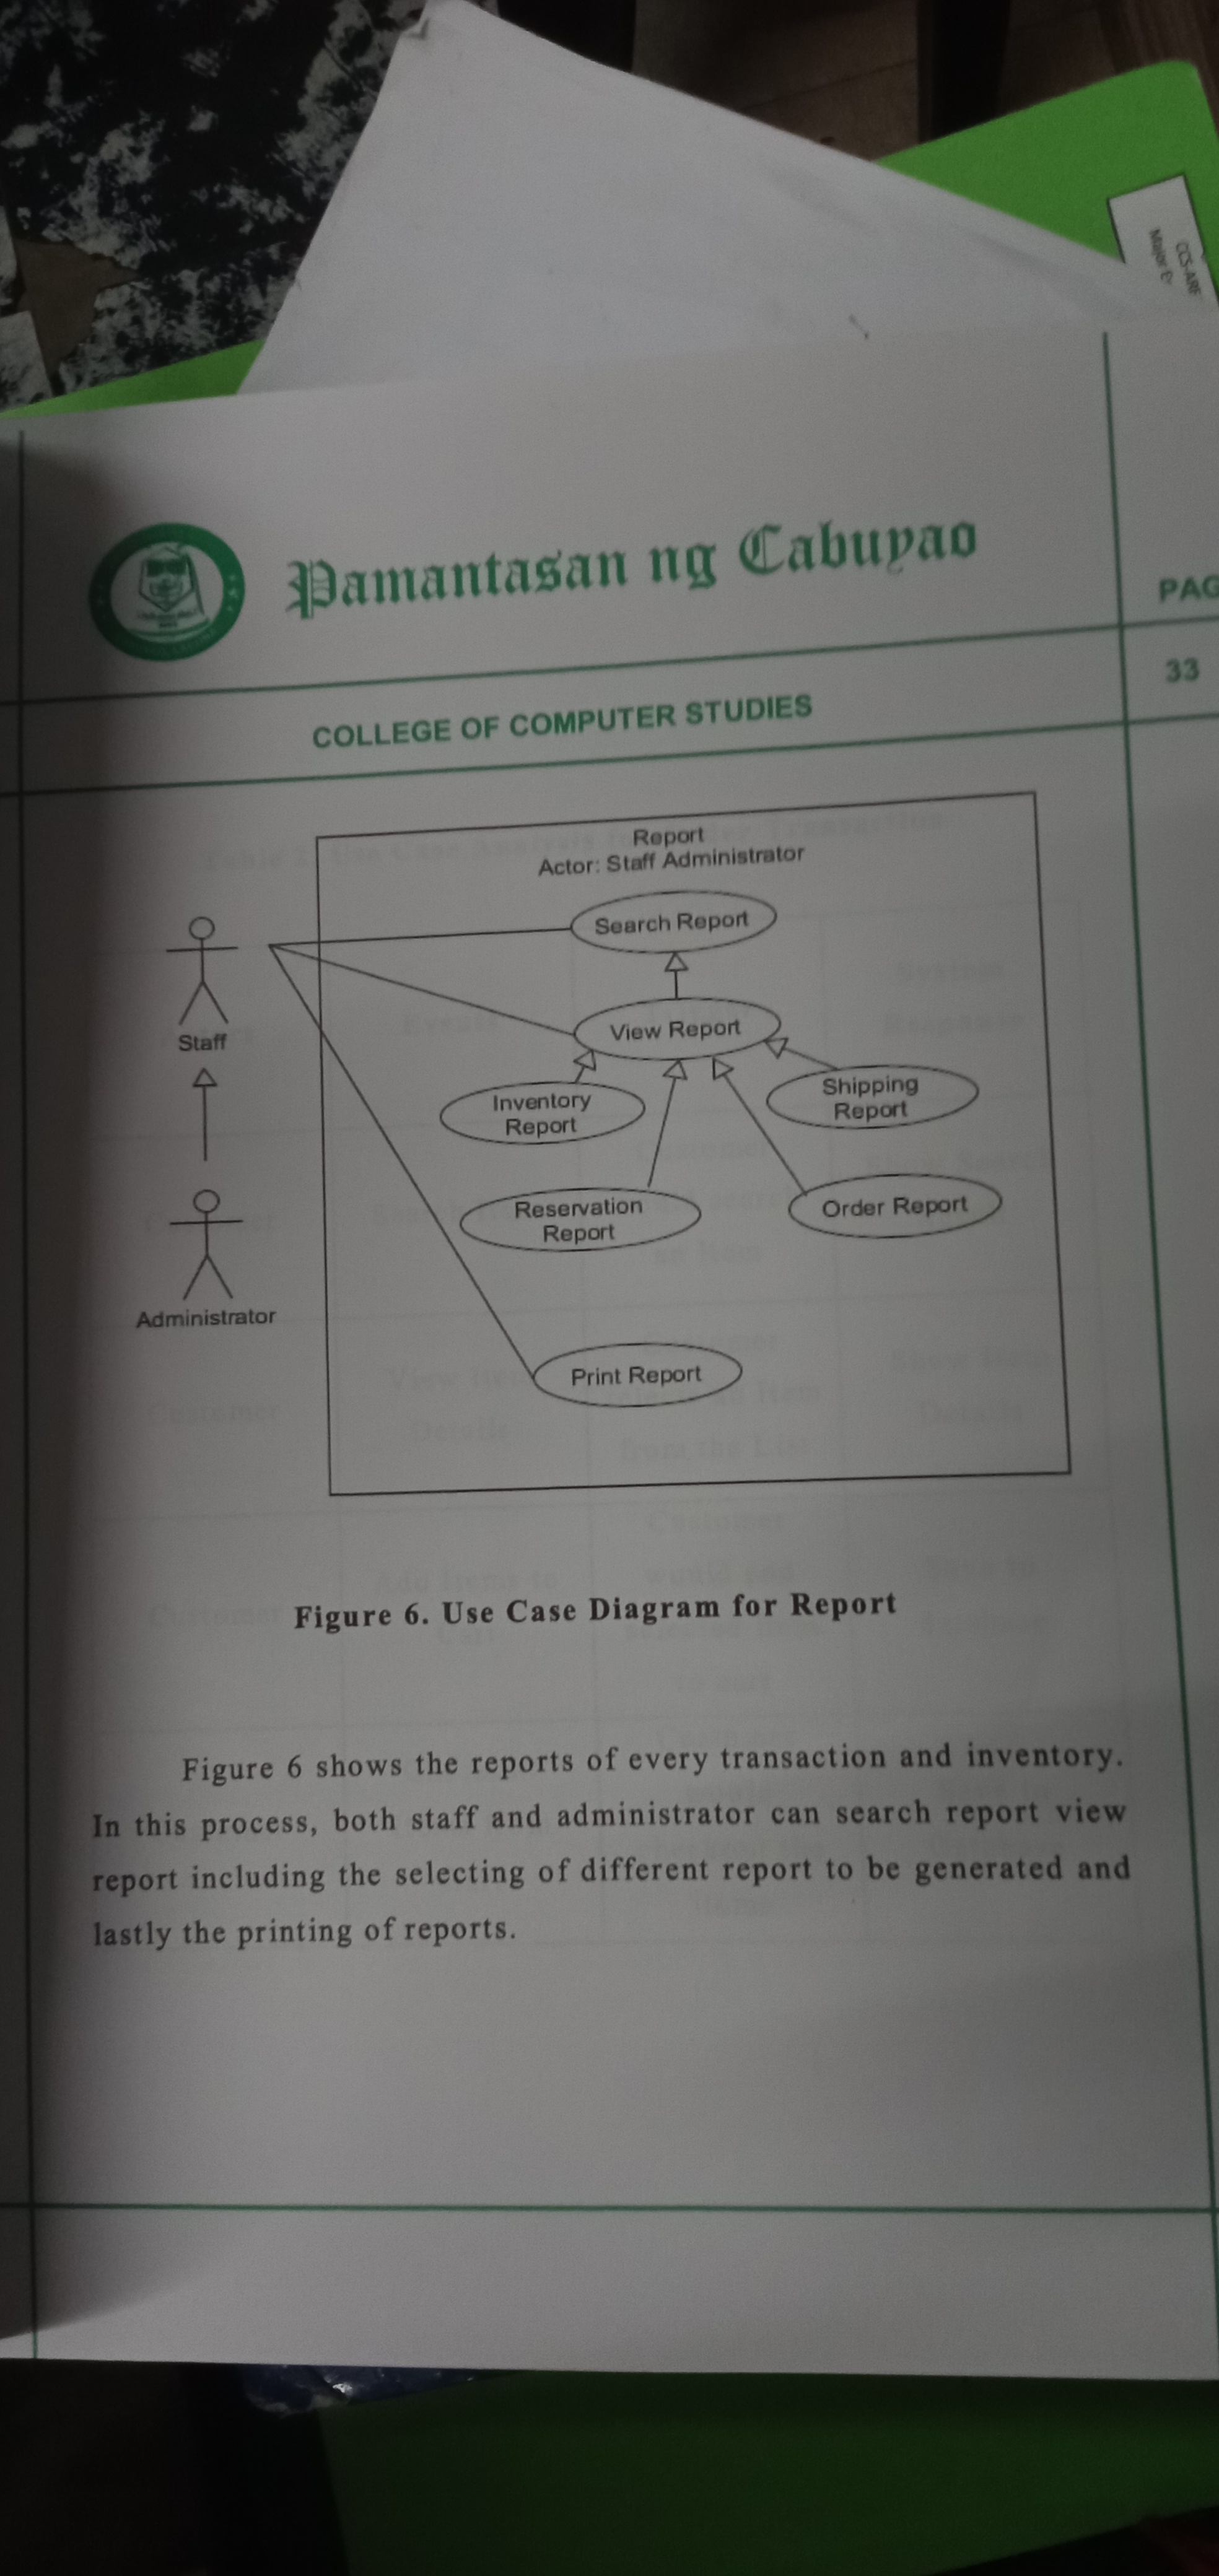 CCS-ARE
Major E
Pamantasan ng Cabuyao
PAG
33
COLLEGE OF COMPUTER STUDIES
Report
Actor: Staff Administrator
Search Report
View Report
Staff
Inventory
Report
Shipping
Report
Reservation
Report
Order Report
Administrator
Print Report
Figure 6. Use Case Diagram for Report
Figure 6 shows the reports of every transaction and inventory.
In this process, both staff and administrator can search report view
report including the selecting of different report to be generated and
lastly the printing of reports.